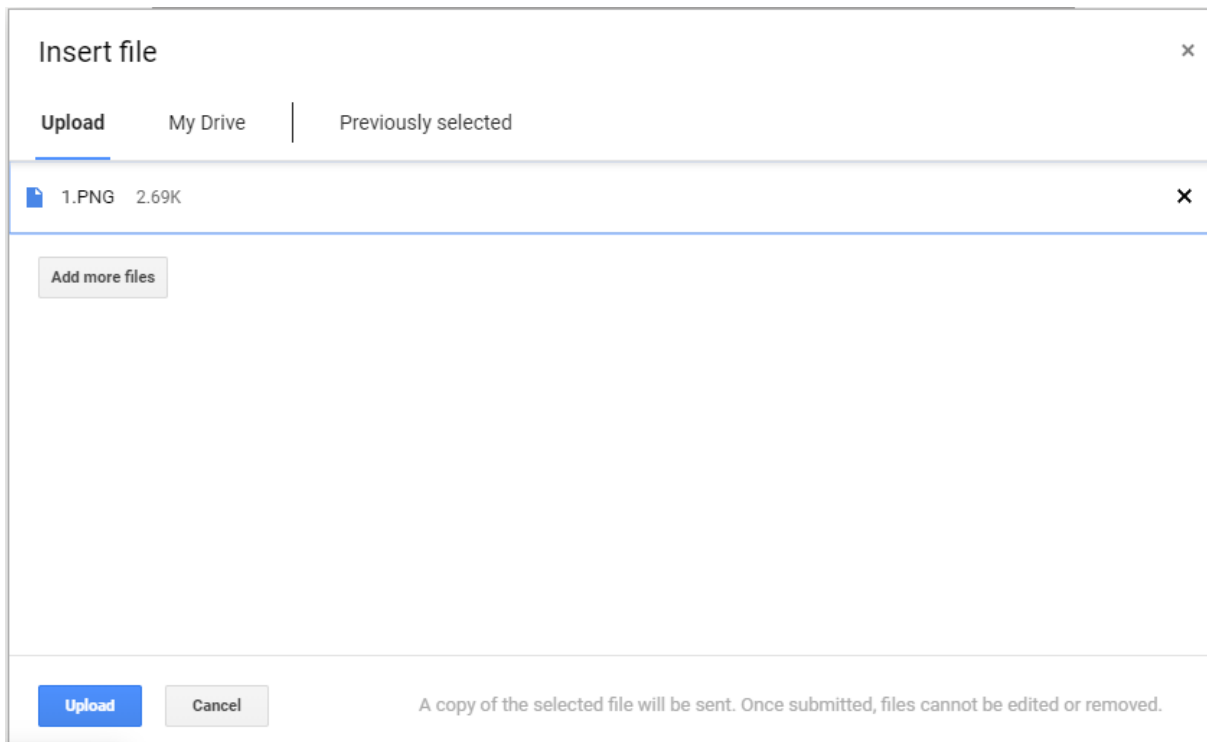 Insert file
Upload My Drive Previously selected
1.PNG 2.69K
Add more files
Upload Cancel A copy of the selected file will be sent. Once submitted, files cannot be edited or removed.